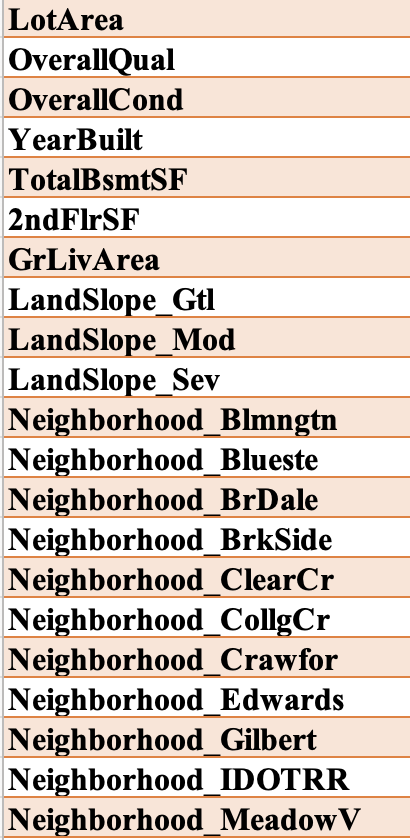 LotArea
OverallQual
OverallCond
YearBuilt
TotalBsmtSF
2ndFlrSF
GrLivArea
LandSlope_Gtl
LandSlope_Mod
LandSlope_Sev
Neighborhood_Blmngtn
Neighborhood_Blueste
Neighborhood_BrDale
Neighborhood_BrkSide
Neighborhood_ClearCr
Neighborhood_CollgCr
Neighborhood_Crawfor
Neighborhood_Edwards
Neighborhood_Gilbert
Neighborhood_IDOTRR
Neighborhood_MeadowV